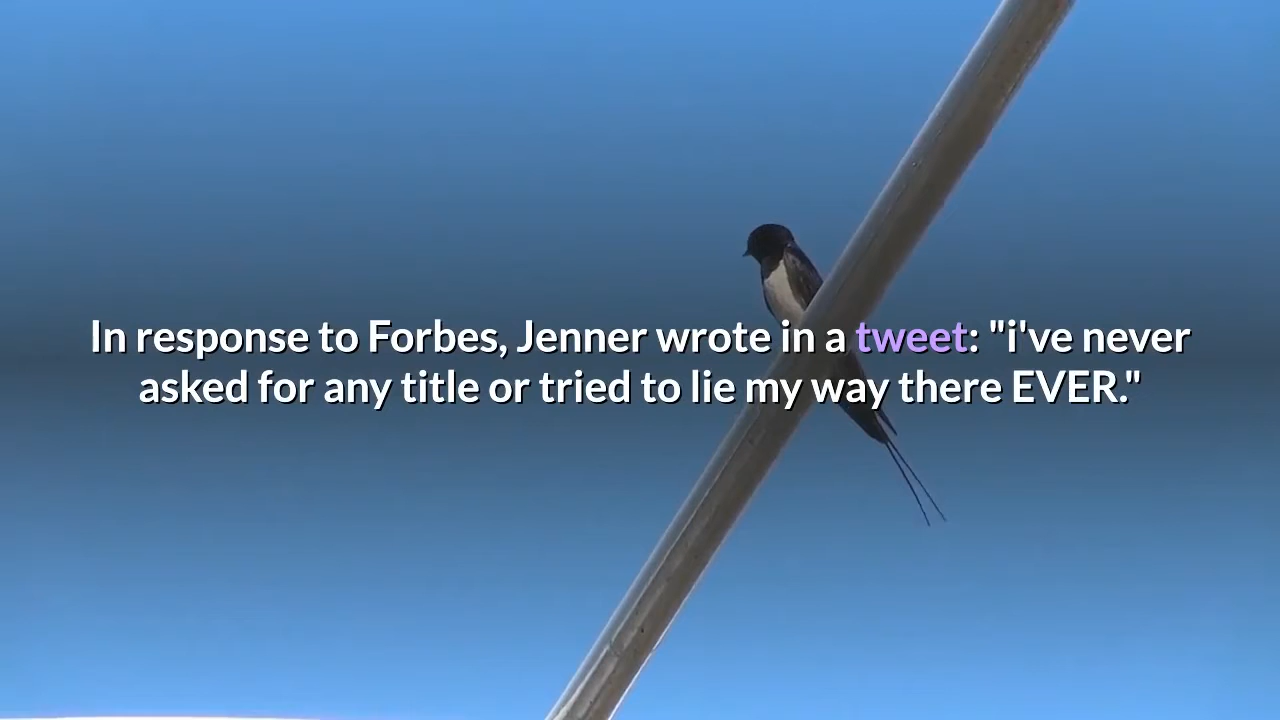 In response to Forbes, Jenner wrote in a tweet: "i've never
asked for any title or tried to lie my way there EVER."